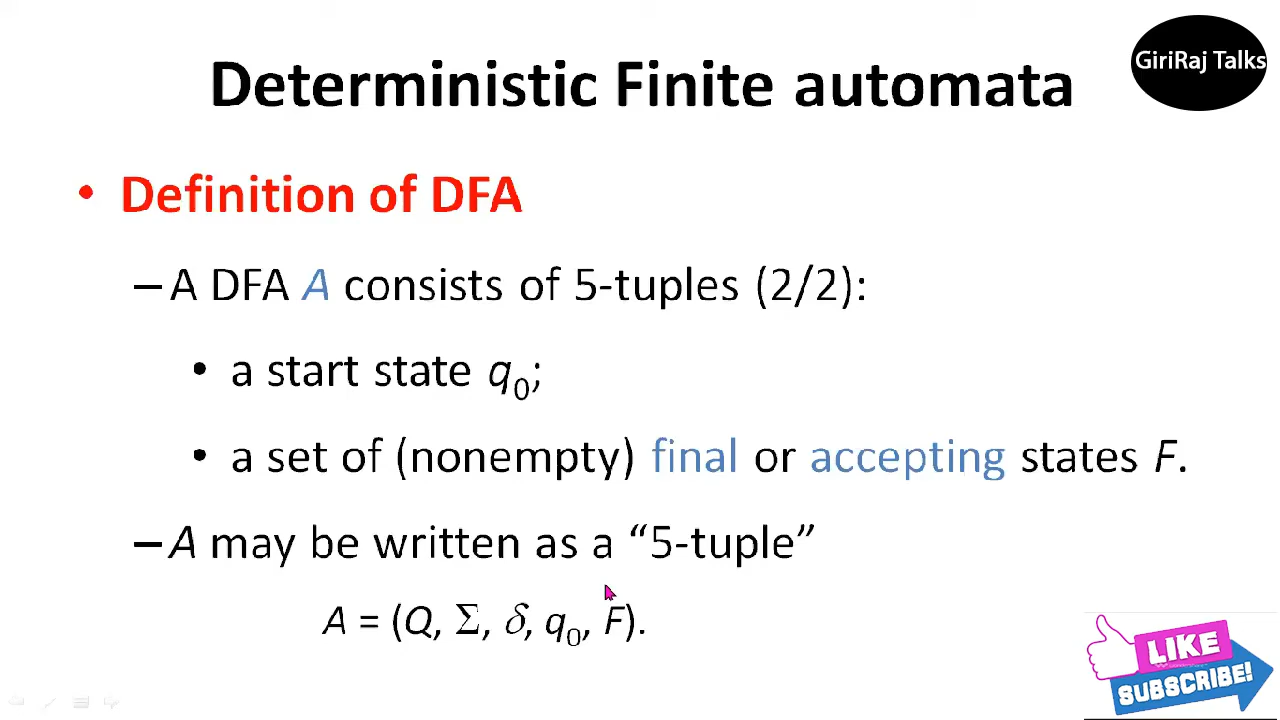 GiriRaj Talks
Deterministic Finite automata
• Definition of DFA
– A DFA A consists of 5-tuples (2/2):
• a start state q₀;
• a set of (nonempty) final or accepting states F.
– A may be written as a “5-tuple”
A = (Q, Σ, δ, q₀, F).
LIKE
SUBSCRIBE!